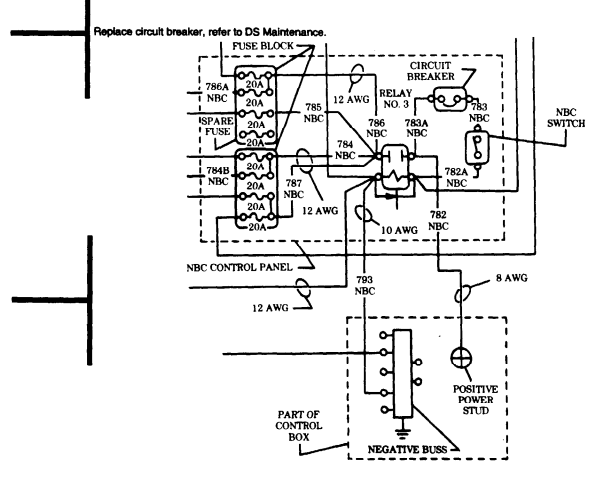 Replace circuit breaker, refer to DS Maintenance.
FUSE BLOCK
CIRCUIT
BREAKER
786A
NBC
20A
20A
12 AWG
RELAY
NO. 3
783
NBC
NBC
SWITCH
785
NBC
786
NBC
783A
NBC
SPARE
FUSE
20A
20A
784
NBC
784B
NBC
20A
20A
787
NBC
782A
NBC
20A
20A
12 AWG
782
NBC
10 AWG
NBC CONTROL PANEL
793
NBC
8 AWG
12 AWG
POSITIVE
POWER
STUD
PART OF
CONTROL
BOX
NEGATIVE BUSS